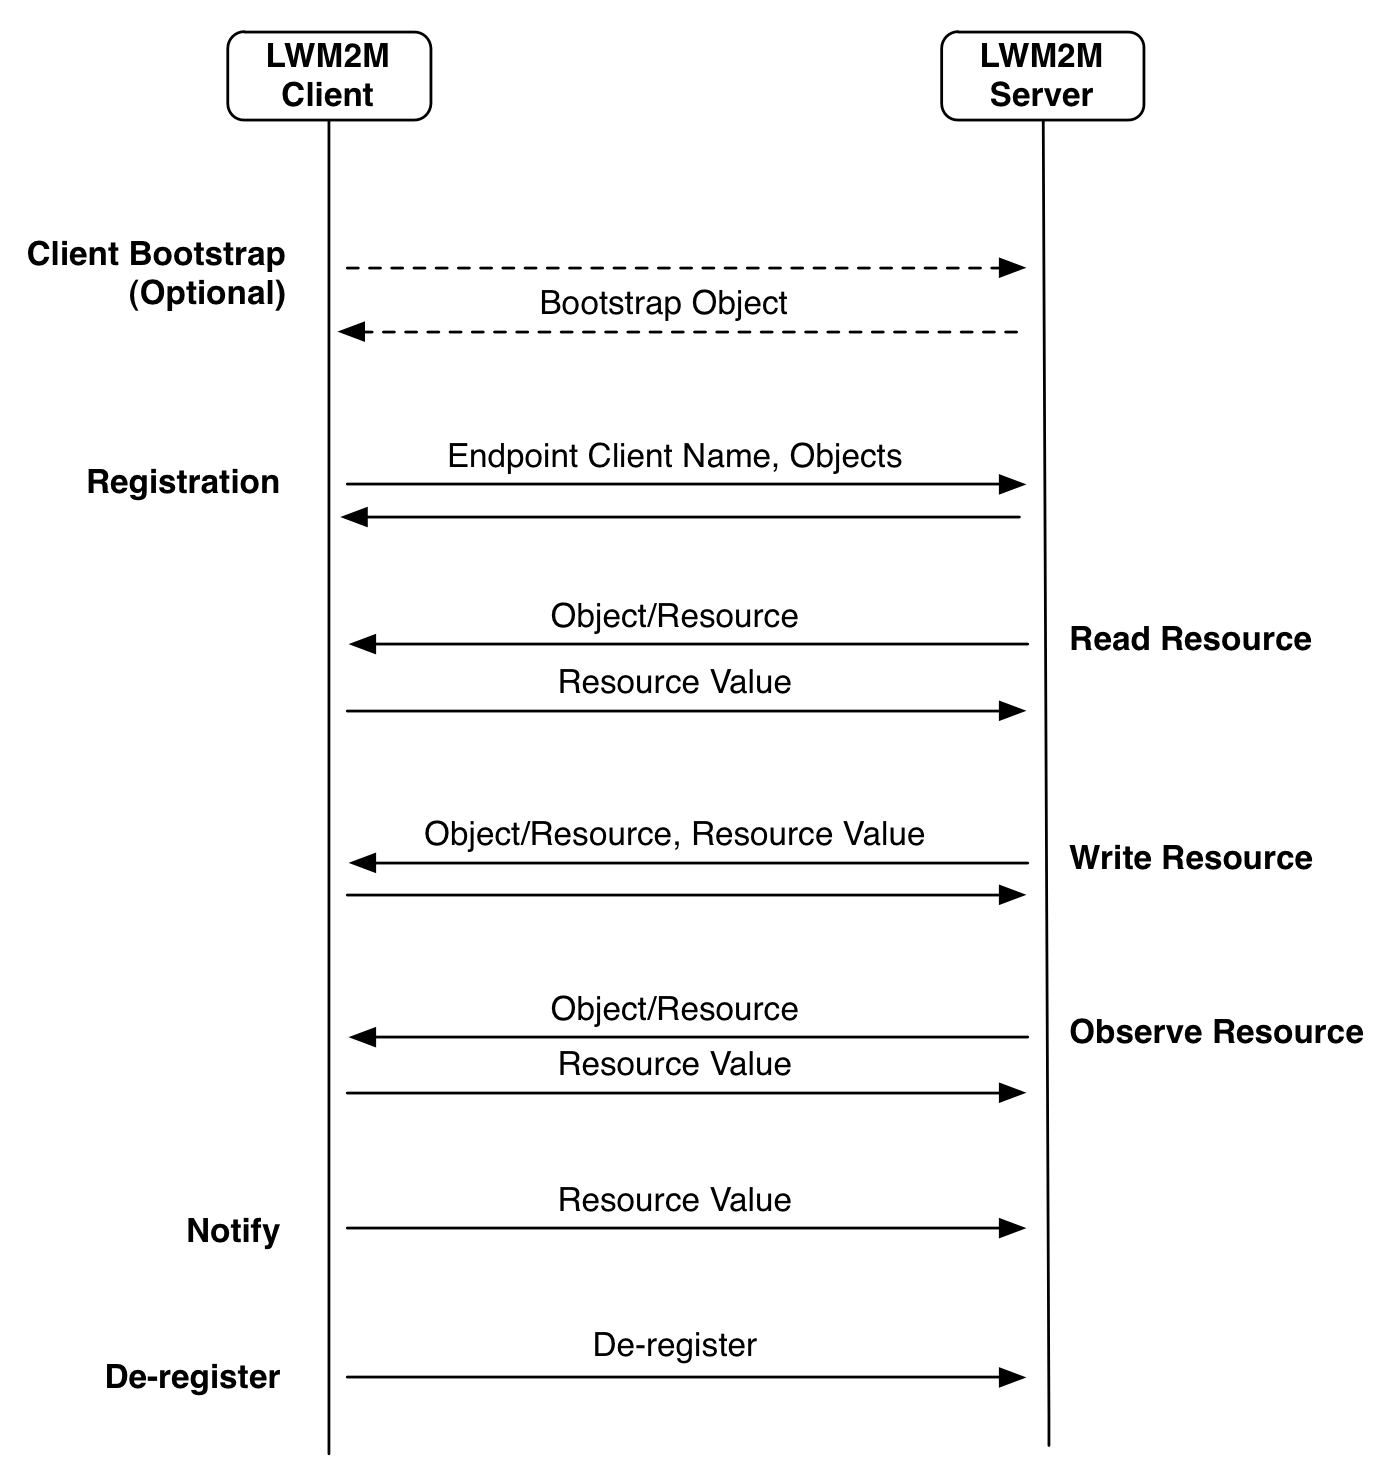 LWM2M
Client
LWM2M
Server
Client Bootstrap
(Optional)
Bootstrap Object
Endpoint Client Name, Objects
Registration
Object/Resource
Read Resource
Resource Value
Object/Resource, Resource Value
Write Resource
Object/Resource
Observe Resource
Resource Value
Resource Value
Notify
De-register
De-register